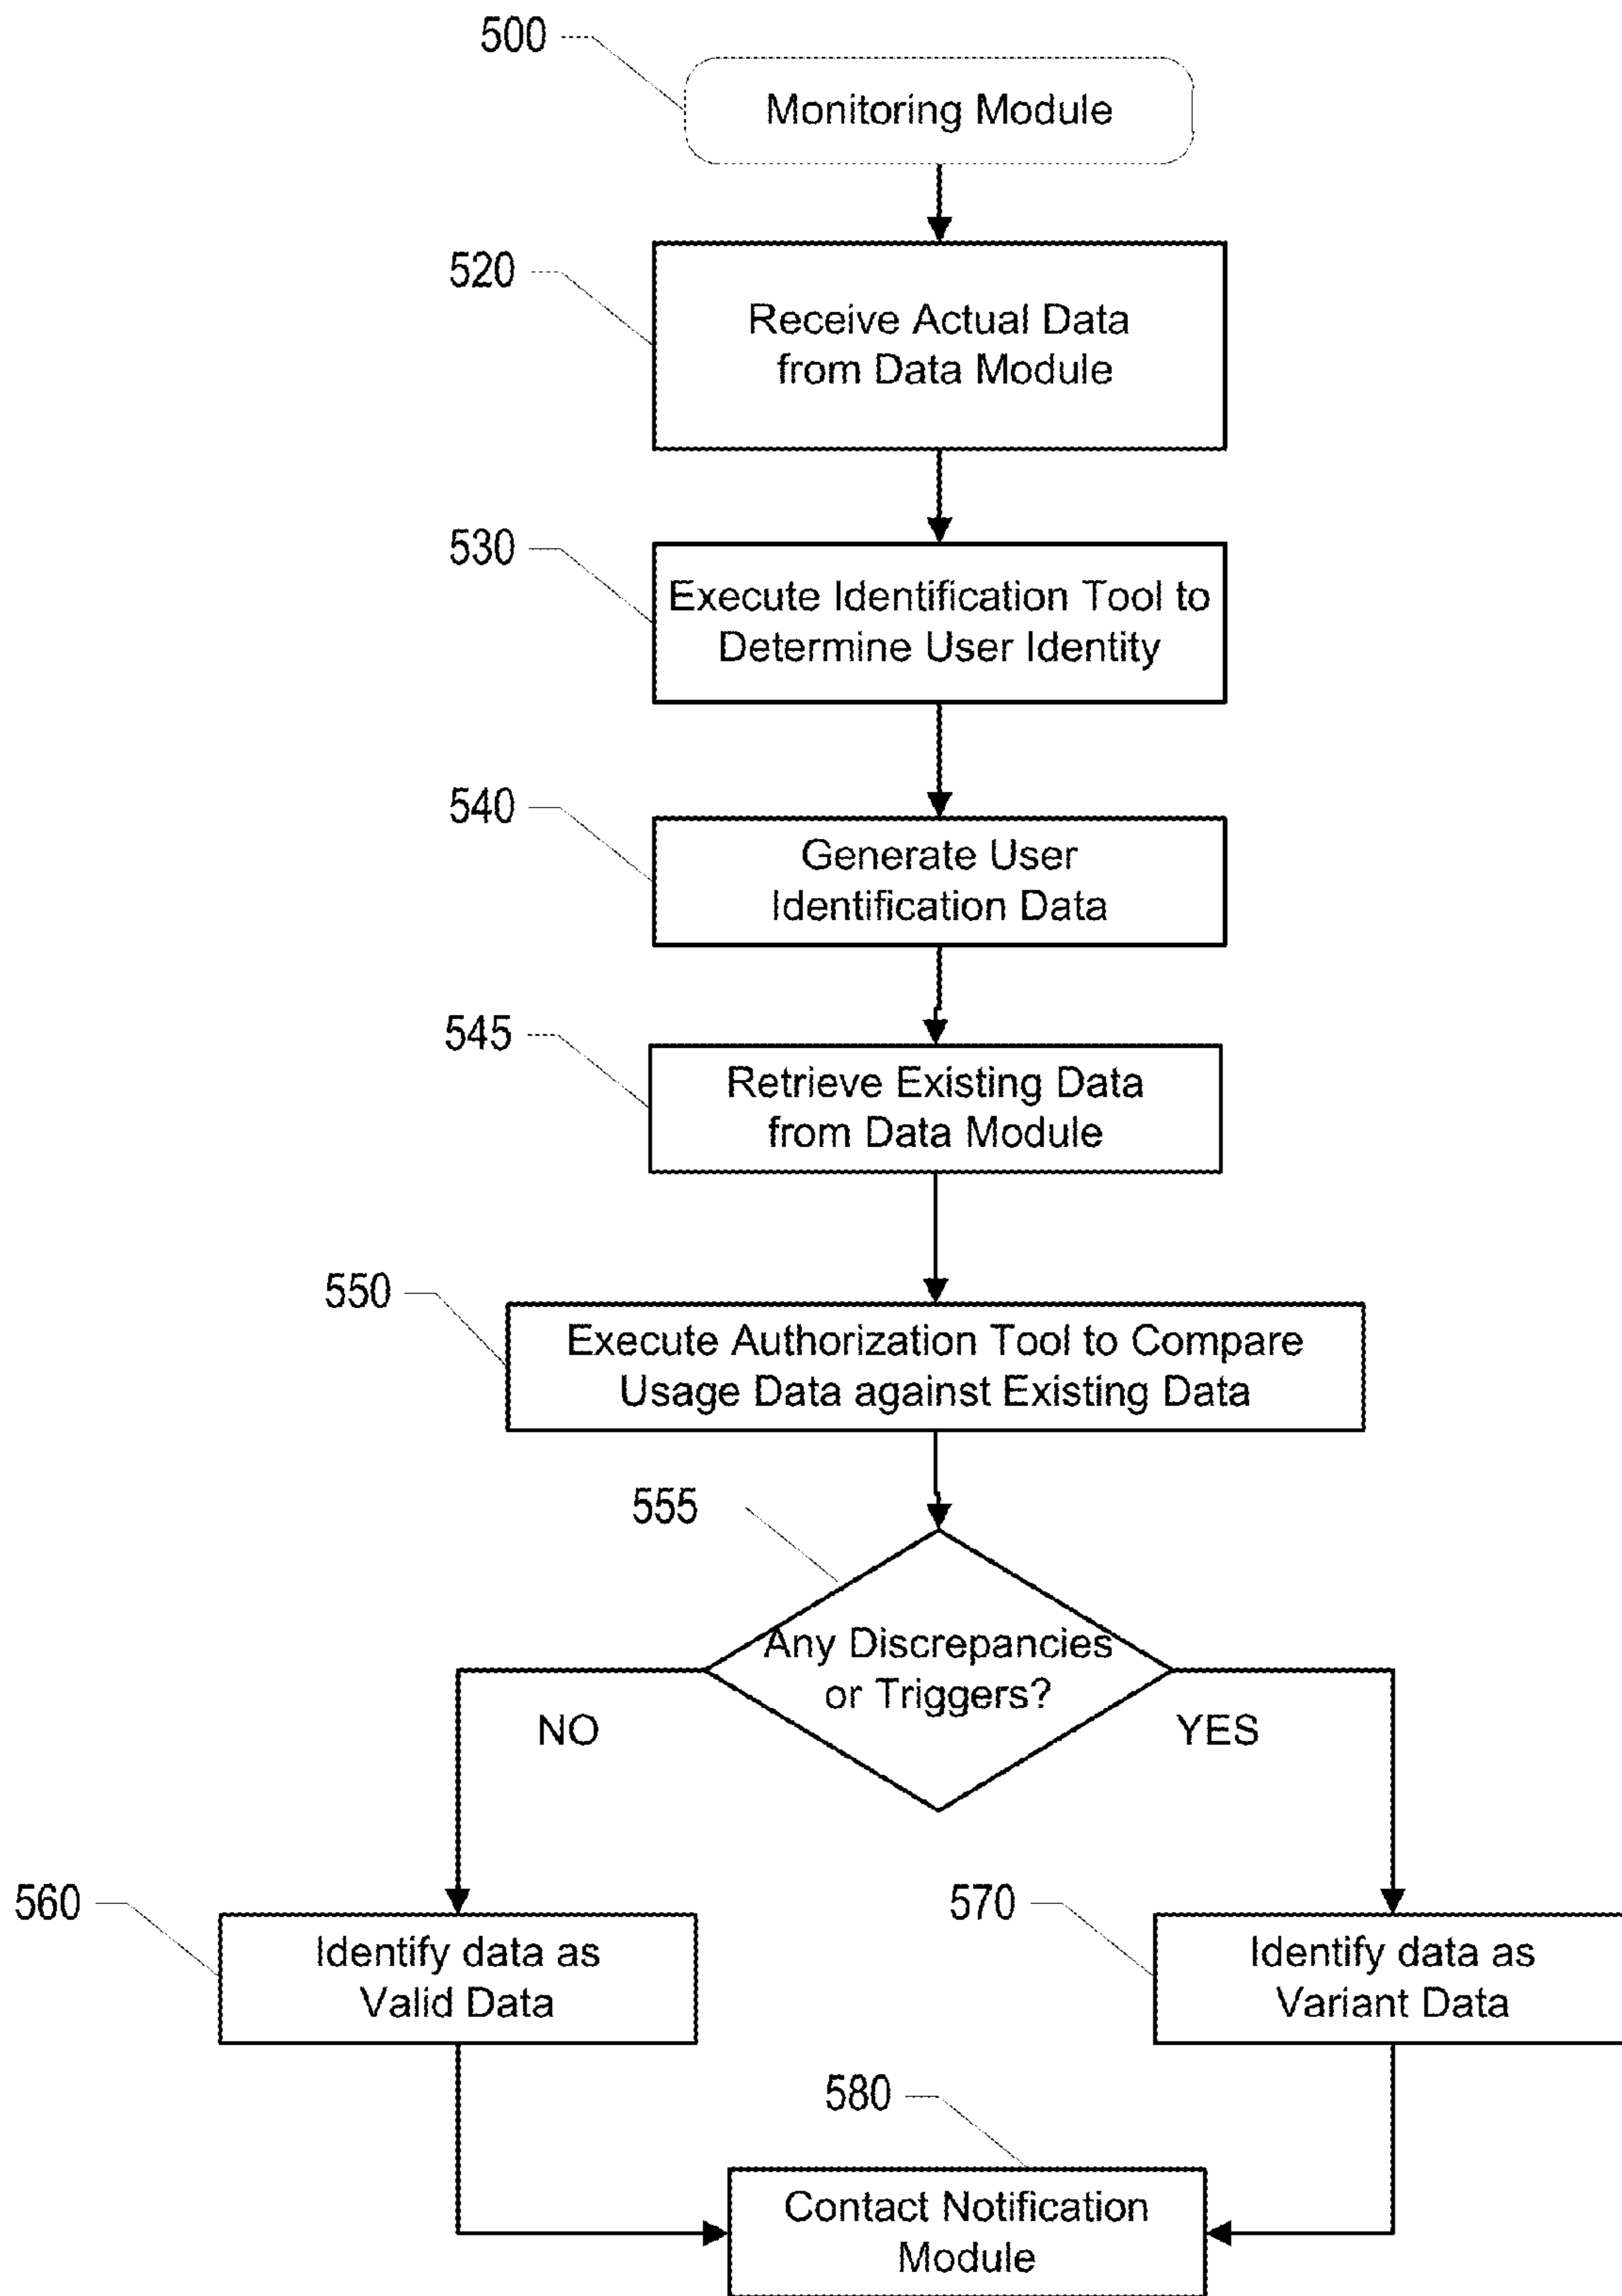 500
Monitoring Module
520
Receive Actual Data
from Data Module
530
Execute Identification Tool to
Determine User Identity
540
Generate User
Identification Data
545
Retrieve Existing Data
from Data Module
550
Execute Authorization Tool to Compare
Usage Data against Existing Data
555
Any Discrepancies
or Triggers?
NO
YES
560
Identify data as
Valid Data
570
Identify data as
Variant Data
580
Contact Notification
Module